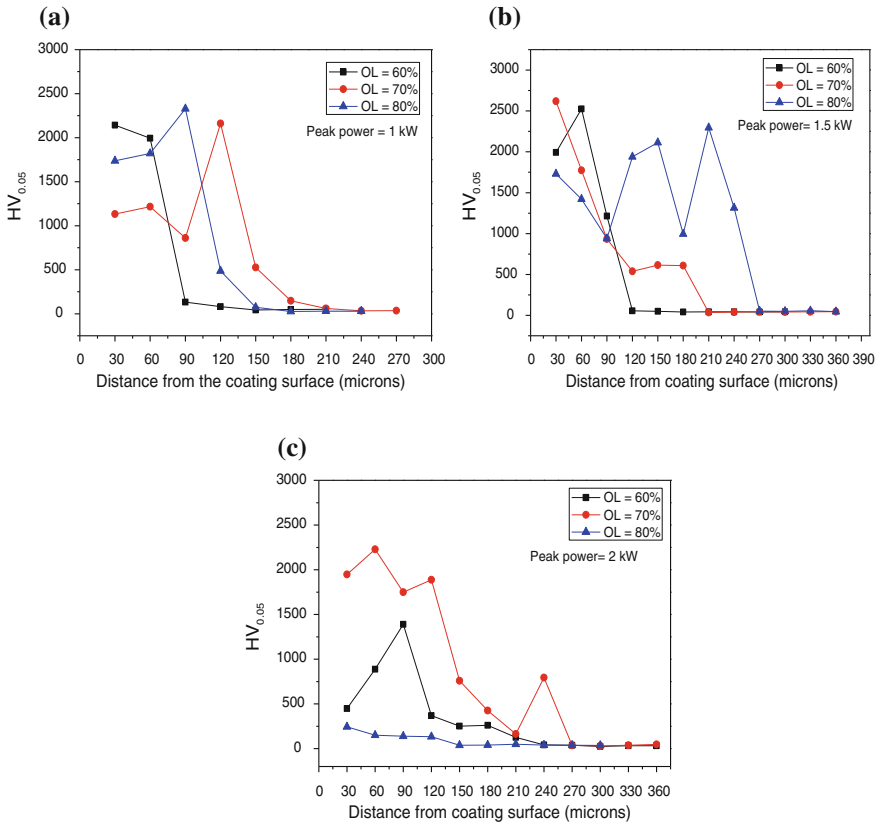 (a)
3000
2500
2000
1500
1000
500
0
HV0.05
OL = 60%
OL = 70%
OL = 80%
Peak power = 1 kW
0 30 60 90 120 150 180 210 240 270 300
Distance from the coating surface (microns)
(b)
3000
2500
2000
1500
1000
500
0
HV0.05
OL = 60%
OL = 70%
OL = 80%
Peak power= 1.5 kW
0 30 60 90 120 150 180 210 240 270 300 330 360 390
Distance from coating surface (microns)
(c)
3000
2500
2000
1500
1000
500
0
HV0.05
OL = 60%
OL = 70%
OL = 80%
Peak power= 2 kW
0 30 60 90 120 150 180 210 240 270 300 330 360
Distance from coating surface (microns)